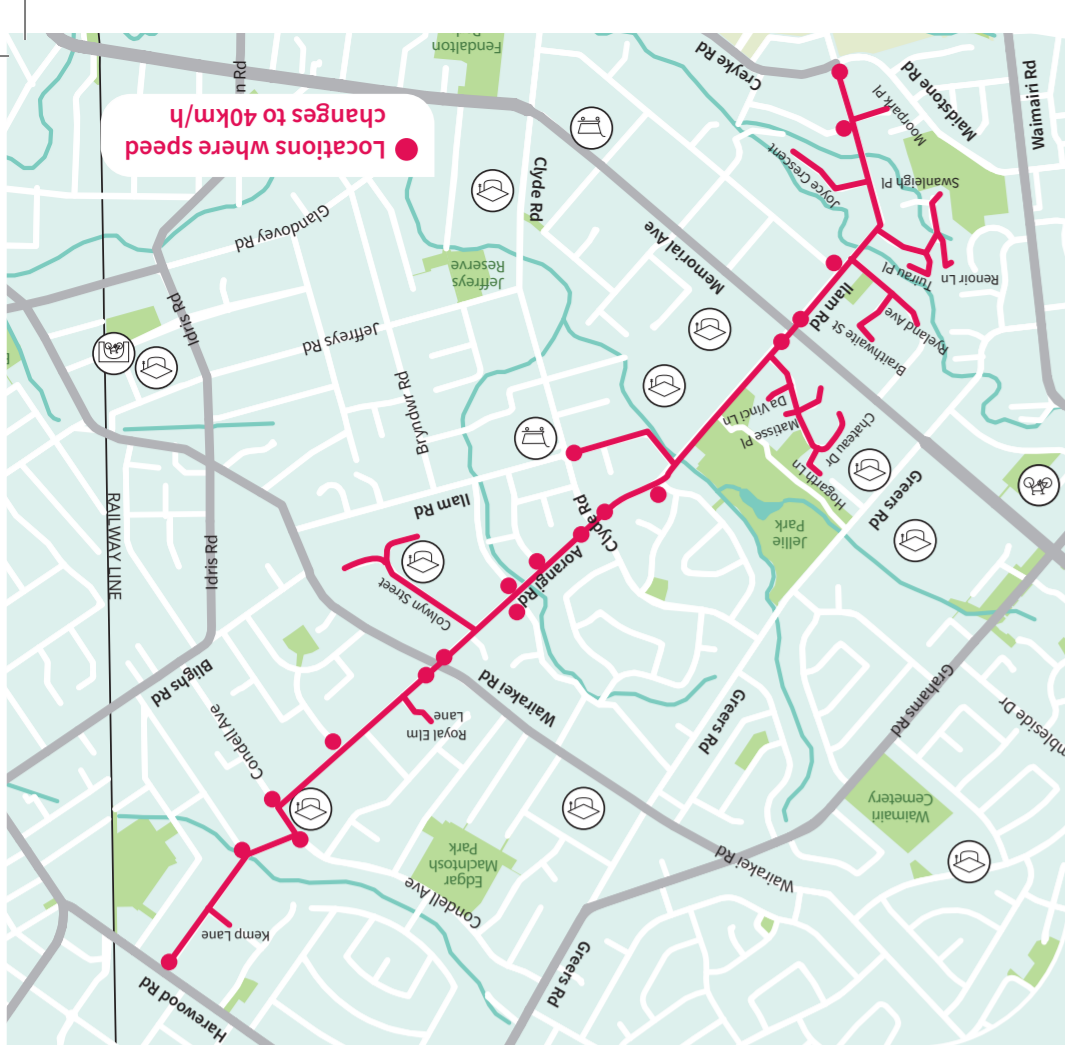 Harewood Rd
Greers Rd
Kemp Lane
Condell Ave
Edgar
MacIntosh
Park
Wairakei Rd
Waimairi
Cemetery
Condell Ave
Royal Elm
Lane
mbleside Dr
Grahams Rd
Greers Rd
Wairakei Rd
Blighs Rd
Colwyn Street
Aorangi Rd
Idris Rd
RAILWAY LINE
Jellie
Park
Clyde Rd
Ilam Rd
Greers Rd
Hogarth Ln
Chateau Dr
Matisse Pl
Da Vinci Ln
Bryndwr Rd
Braithwaite St
Ryeland Ave
Ilam Rd
Jeffreys Rd
Idris Rd
Renoir Ln
Tuirau Pl
Memorial Ave
Jeffreys
Reserve
Glandovey Rd
Swanleigh Pl
Joyce Crescent
Clyde Rd
Moorpark Pl
Waimairi Rd
Maidstone Rd
Creyke Rd
Locations where speed
changes to 40km/h
n Rd
Fendalton